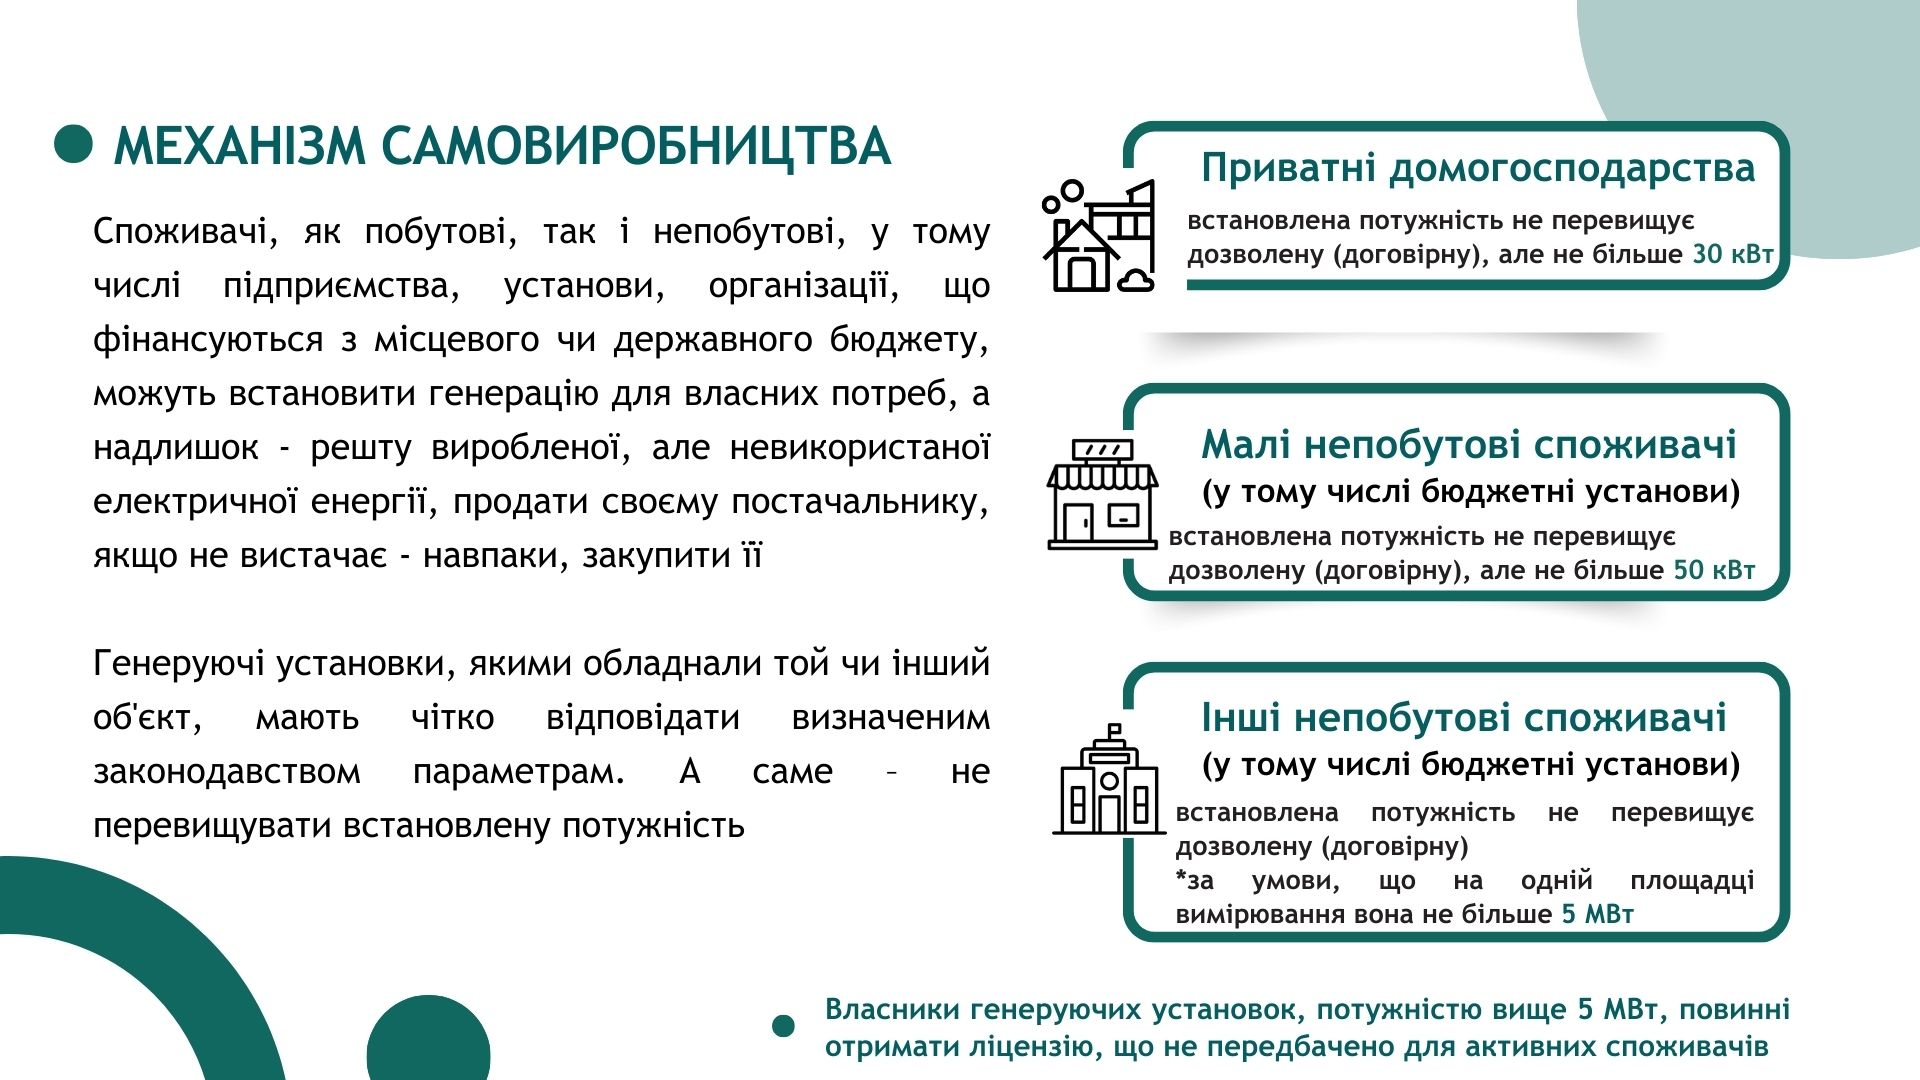 МЕХАНІЗМ САМОВИРОБНИЦТВА
Споживачі, як побутові, так і непобутові, у тому
числі підприємства, установи, організації, що
фінансуються з місцевого чи державного бюджету,
можуть встановити генерацію для власних потреб, а
надлишок - решту виробленої, але невикористаної
електричної енергії, продати своєму постачальнику,
якщо не вистачає - навпаки, закупити її
Генеруючі установки, якими обладнали той чи інший
об'єкт, мають чітко відповідати визначеним
законодавством параметрам. А саме – не
перевищувати встановлену потужність
Приватні домогосподарства
встановлена потужність не перевищує
дозволену (договірну), але не більше 30 кВт
Малі непобутові споживачі
(у тому числі бюджетні установи)
встановлена потужність не перевищує
дозволену (договірну), але не більше 50 кВт
Інші непобутові споживачі
(у тому числі бюджетні установи)
встановлена потужність не перевищує
дозволену (договірну)
*за умови, що на одній площадці
вимірювання вона не більше 5 МВт
Власники генеруючих установок, потужністю вище 5 МВт, повинні
отримати ліцензію, що не передбачено для активних споживачів